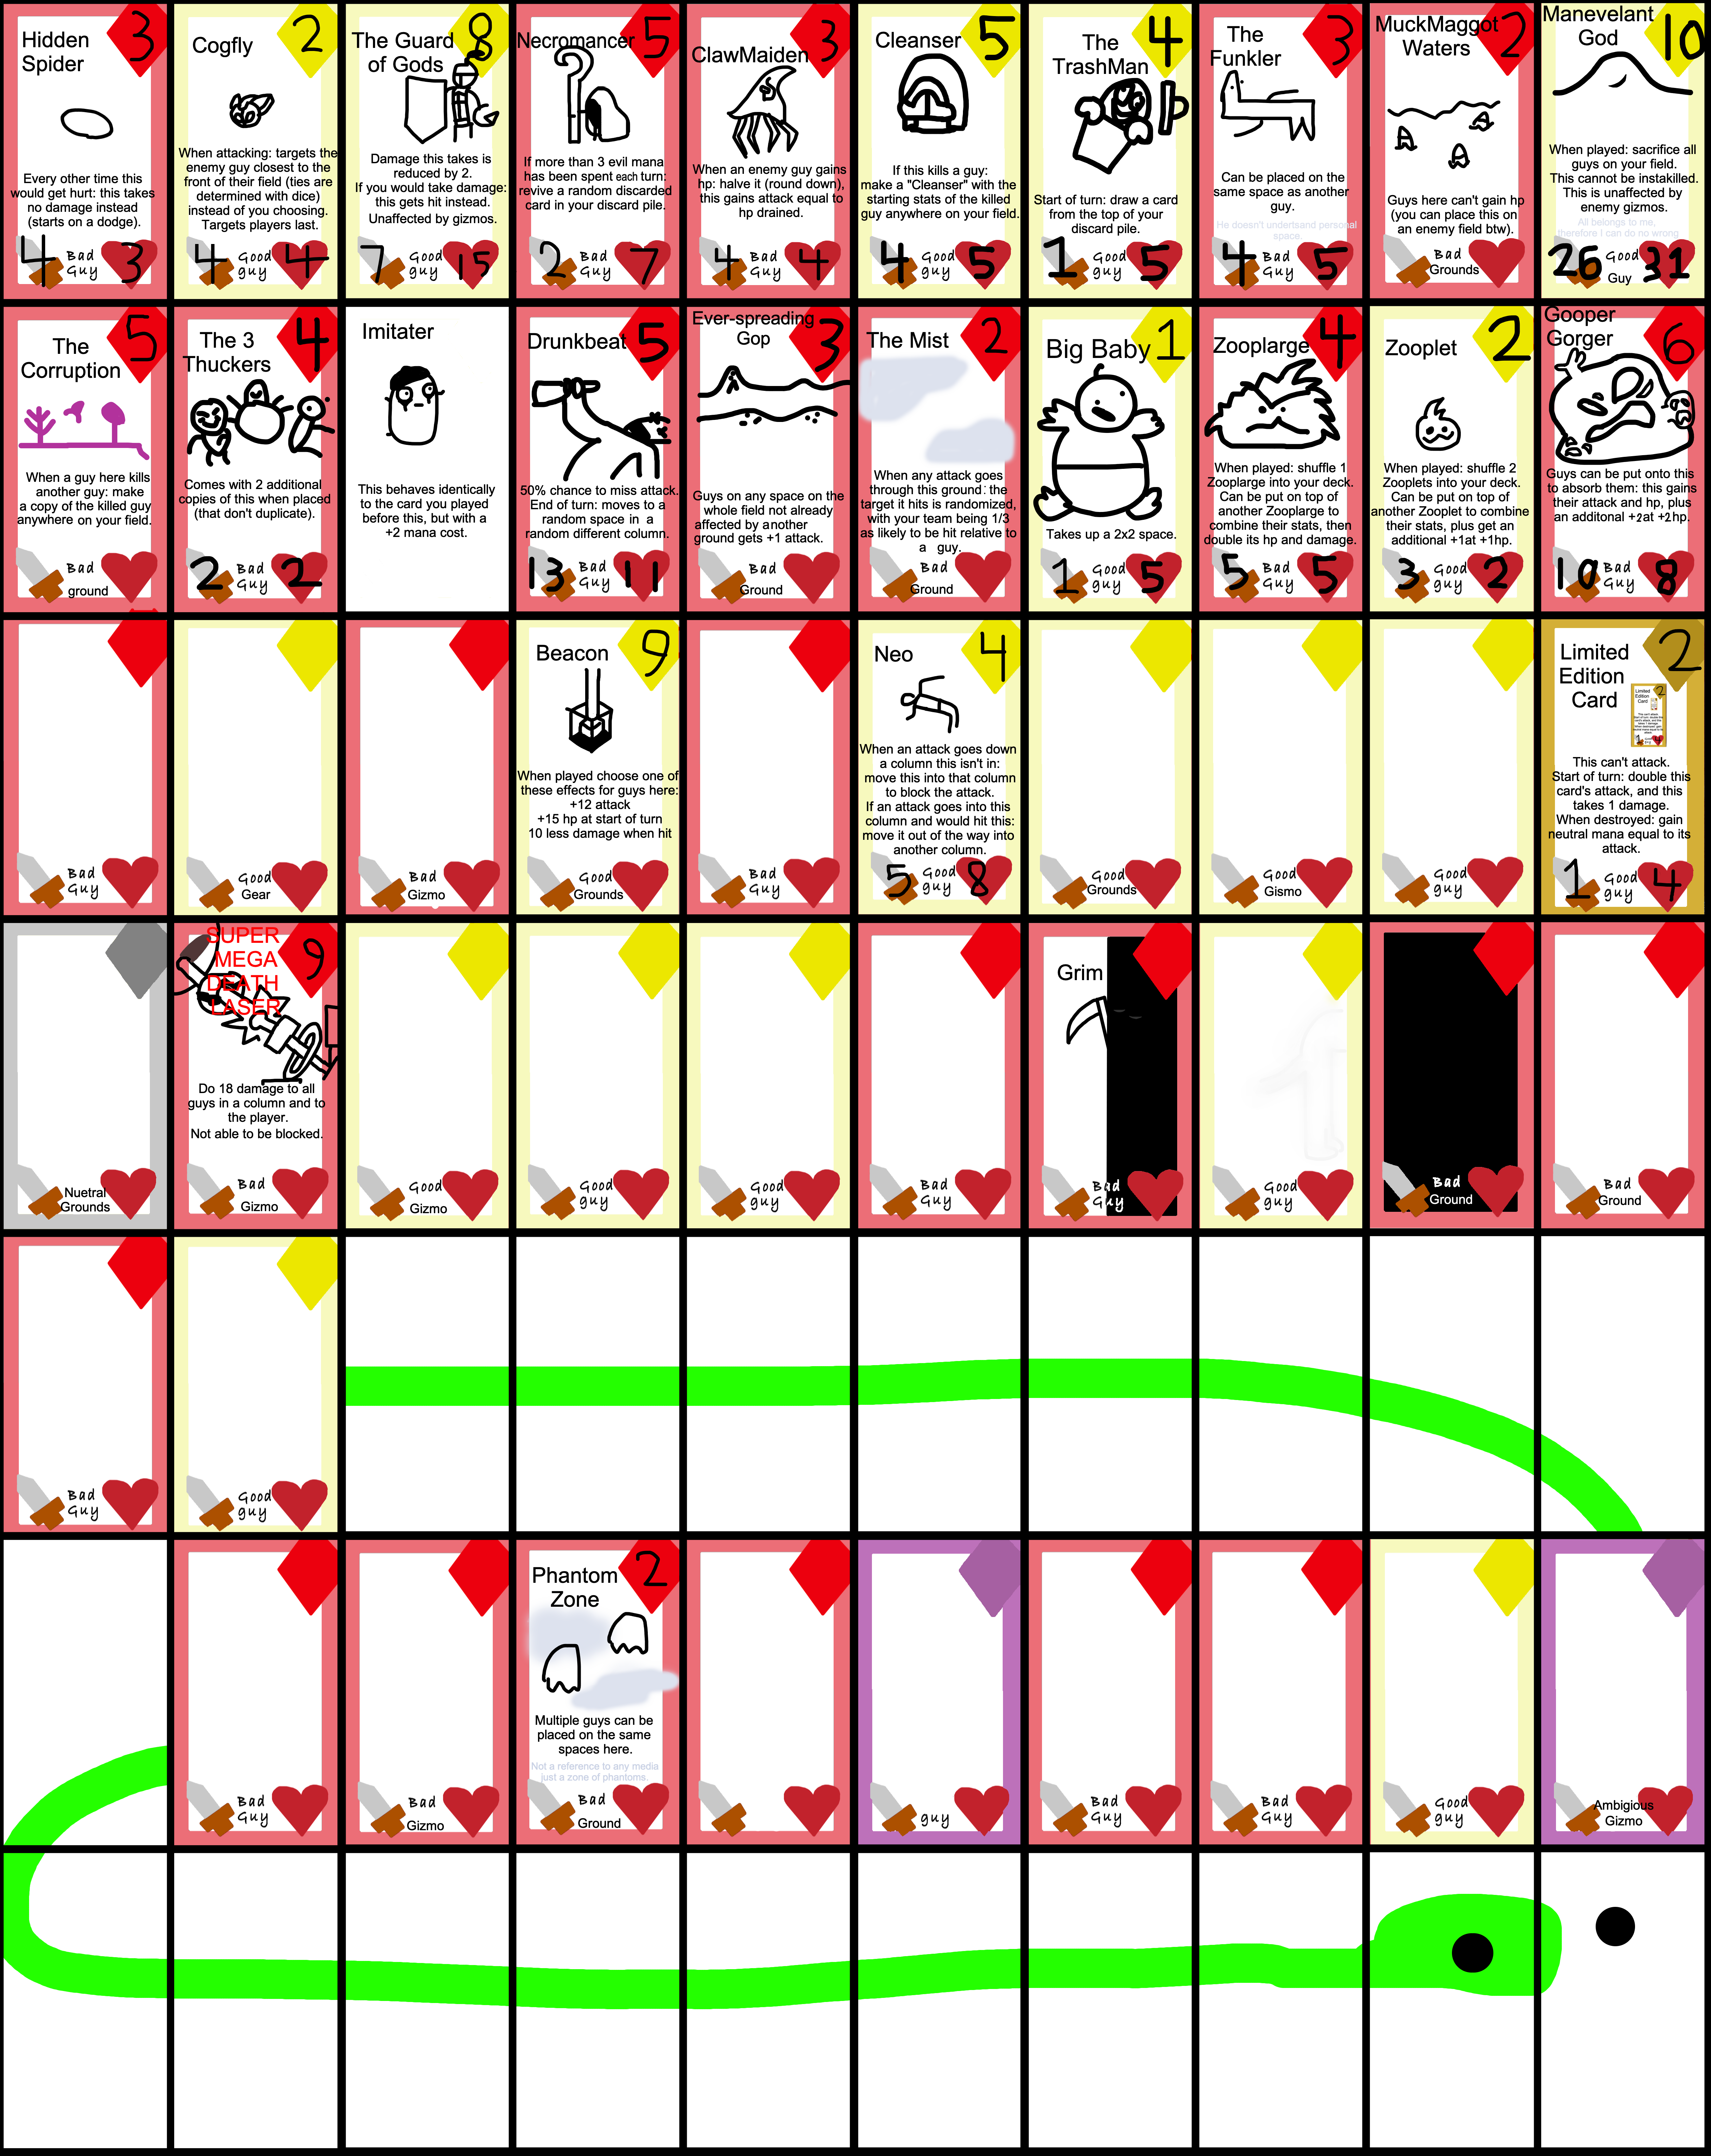 Hidden
Spider
3
Every other time this
would get hurt: this takes
no damage instead
(starts on a dodge).
4
Bad
Guy
3
Cogfly
2
When attacking: targets the
enemy guy closest to the
front of their field (ties are
determined with dice)
instead of you choosing.
Targets players last.
4
Good
guy
4
The Guard
of Gods
8
Damage this takes is
reduced by 2.
If you would take damage:
this gets hit instead.
Unaffected by gizmos.
7
Good
guy
15
Necromancer
5
If more than 3 evil mana
has been spent each turn:
revive a random discarded
card in your discard pile.
2
Bad
Guy
7
ClawMaiden
3
When an enemy guy gains
hp: halve it (round down),
this gains attack equal to
hp drained.
4
Bad
Guy
4
Cleanser
5
If this kills a guy:
make a "Cleanser" with the
starting stats of the killed
guy anywhere on your field.
4
Good
guy
5
The
TrashMan
4
Start of turn: draw a card
from the top of your
discard pile.
1
Good
guy
5
The
Funkler
3
Can be placed on the
same space as another
guy.
He doesn't undertsand personal
space.
4
Bad
Guy
5
MuckMaggot
Waters
2
Guys here can't gain hp
(you can place this on
an enemy field btw).
Bad
Grounds
Manevelant
God
10
When played: sacrifice all
guys on your field.
This cannot be instakilled.
This is unaffected by
enemy gizmos.
All belongs to me,
therefore I can do no wrong
26
Good
Guy
31
The
Corruption
5
When a guy here kills
another guy: make
a copy of the killed guy
anywhere on your field.
Bad
ground
The 3
Thuckers
4
Comes with 2 additional
copies of this when placed
(that don't duplicate).
2
Bad
Guy
2
Imitater
This behaves identically
to the card you played
before this, but with a
+2 mana cost.
Drunkbeat
5
50% chance to miss attack.
End of turn: moves to a
random space in a
random different column.
13
Bad
Guy
11
Ever-spreading
Gop
3
Guys on any space on the
whole field not already
affected by another
ground gets +1 attack.
Bad
Ground
The Mist
2
When any attack goes
through this ground: the
target it hits is randomized,
with your team being 1/3
as likely to be hit relative to
a guy.
Bad
Ground
Big Baby
1
Takes up a 2x2 space.
1
Good
guy
5
Zooplarge
4
When played: shuffle 1
Zooplarge into your deck.
Can be put on top of
another Zooplarge to
combine their stats, then
double its hp and damage.
5
Bad
Guy
5
Zooplet
2
When played: shuffle 2
Zooplets into your deck.
Can be put on top of
another Zooplet to combine
their stats, plus get an
additional +1at +1hp.
3
Good
guy
2
Gooper
Gorger
6
Guys can be put onto this
to absorb them: this gains
their attack and hp, plus
an additonal +2at +2hp.
10
Bad
Guy
8
Bad
Guy
Good
Gear
Bad
Gizmo
Beacon
9
When played choose one of
these effects for guys here:
+12 attack
+15 hp at start of turn
10 less damage when hit
Good
Grounds
Bad
Guy
Neo
4
When an attack goes down
a column this isn't in:
move this into that column
to block the attack.
If an attack goes into this
column and would hit this:
move it out of the way into
another column.
5
Good
guy
8
Good
Grounds
Good
Gismo
Good
guy
Limited
Edition
Card
2
This can't attack.
Start of turn: double this
card's attack, and this
takes 1 damage.
When destroyed: gain
neutral mana equal to its
attack.
1
Good
guy
4
Nuetral
Grounds
SUPER
MEGA
DEATH
LASER
9
Do 18 damage to all
guys in a column and to
the player.
Not able to be blocked.
Bad
Gizmo
Good
Gizmo
Good
guy
Good
guy
Bad
Guy
Grim
Bad
Guy
Good
guy
Bad
Ground
Bad
Ground
Bad
Guy
Good
guy
Bad
Guy
Bad
Gizmo
Phantom
Zone
2
Multiple guys can be
placed on the same
spaces here.
Not a reference to any media
just a zone of phantoms.
Bad
Ground
guy
Bad
Guy
Bad
Guy
Good
guy
Ambigious
Gizmo